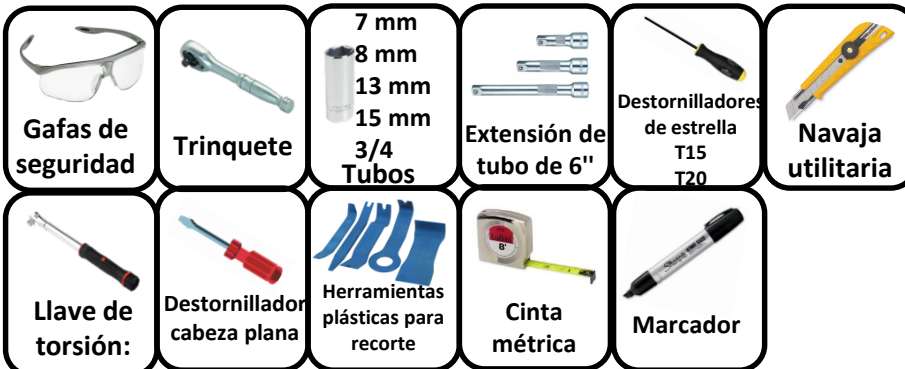 Gafas de
seguridad
Trinquete
7 mm
8 mm
13 mm
15 mm
3/4
Tubos
Extensión de
tubo de 6"
Destornilladores
de estrella
T15
T20
Navaja
utilitaria
Llave de
torsión:
Destornillador
cabeza plana
Herramientas
plásticas para
recorte
8'
Cinta
métrica
Sharpie
Marcador